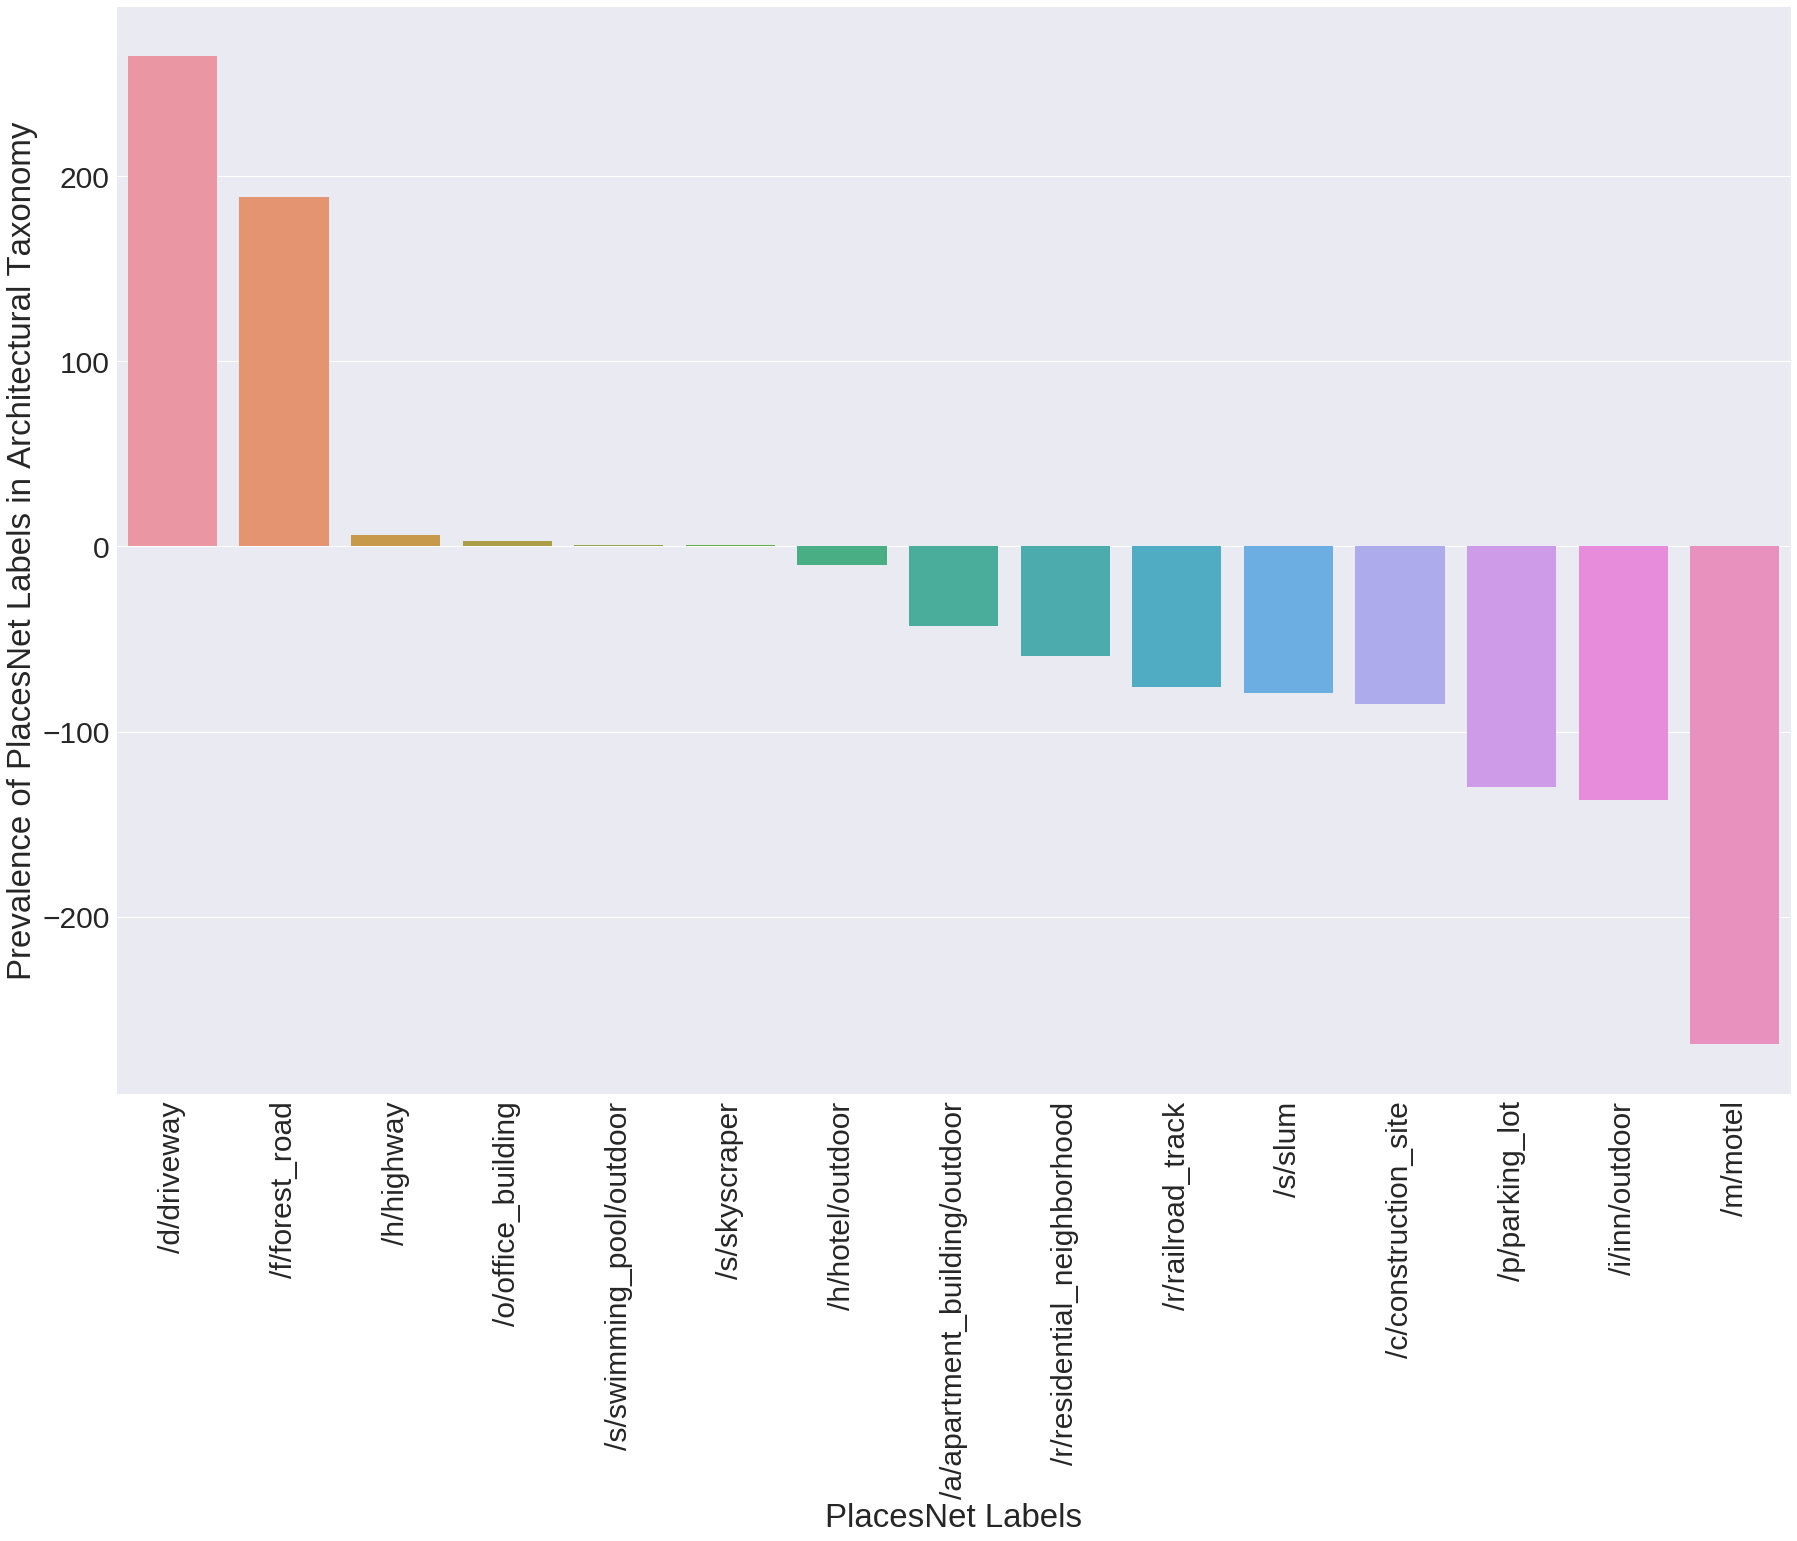 Prevalence of PlacesNet Labels in Architectural Taxonomy
200
100
0
−100
−200
/d/driveway
/f/forest_road
/h/highway
/o/office_building
/s/swimming_pool/outdoor
/s/skyscraper
/h/hotel/outdoor
/a/apartment_building/outdoor
/r/residential_neighborhood
/r/railroad_track
/s/slum
/c/construction_site
/p/parking_lot
/i/inn/outdoor
/m/motel
PlacesNet Labels